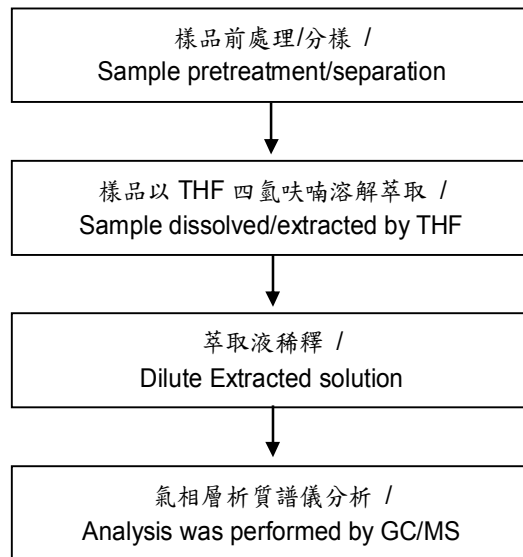 樣品前處理/分樣 /
Sample pretreatment/separation
樣品以 THF 四氫呋喃溶解萃取 /
Sample dissolved/extracted by THF
萃取液稀釋 /
Dilute Extracted solution
氣相層析質譜儀分析 /
Analysis was performed by GC/MS